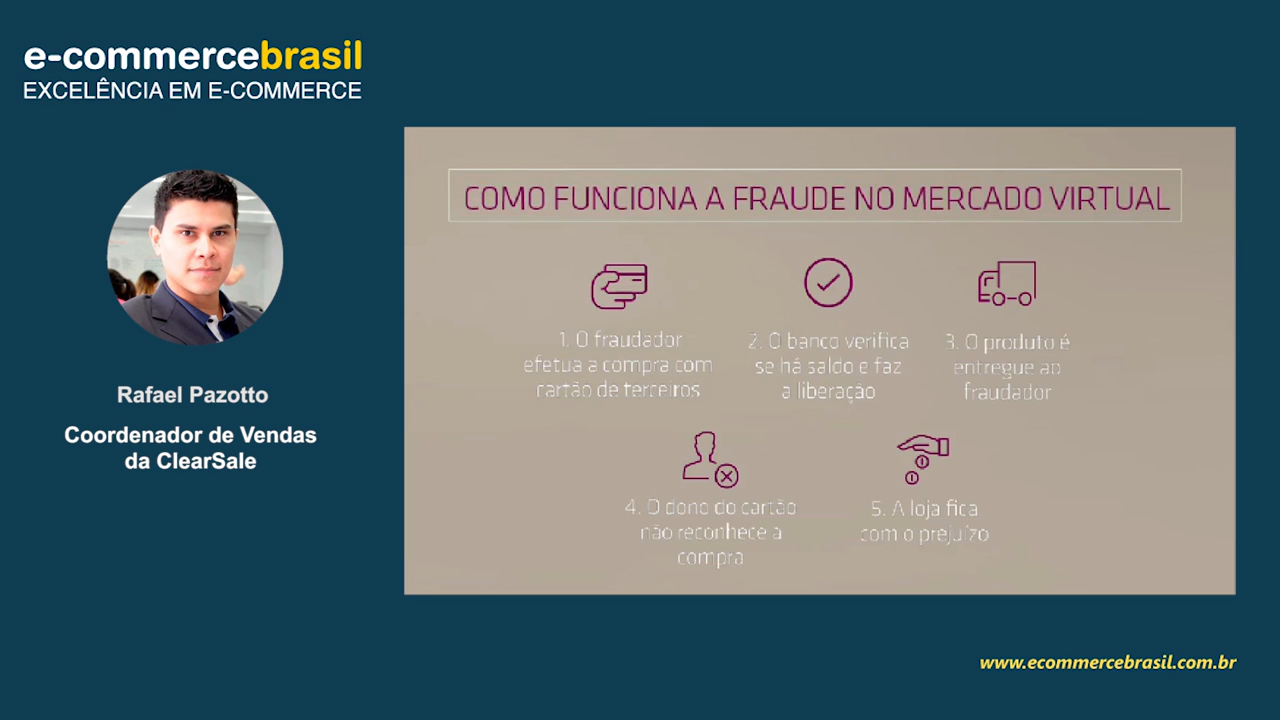 e-commercebrasil
EXCELÊNCIA EM E-COMMERCE
Rafael Pazotto
Coordenador de Vendas
da ClearSale
COMO FUNCIONA A FRAUDE NO MERCADO VIRTUAL
1. O fraudador
efetua a compra com
cartão de terceiros
2. O banco verifica
se há saldo e faz
a liberação
3. O produto é
entregue ao
fraudador
4. O dono do cartão
não reconhece a
compra
5. A loja fica
com o prejuízo
www.ecommercebrasil.com.br